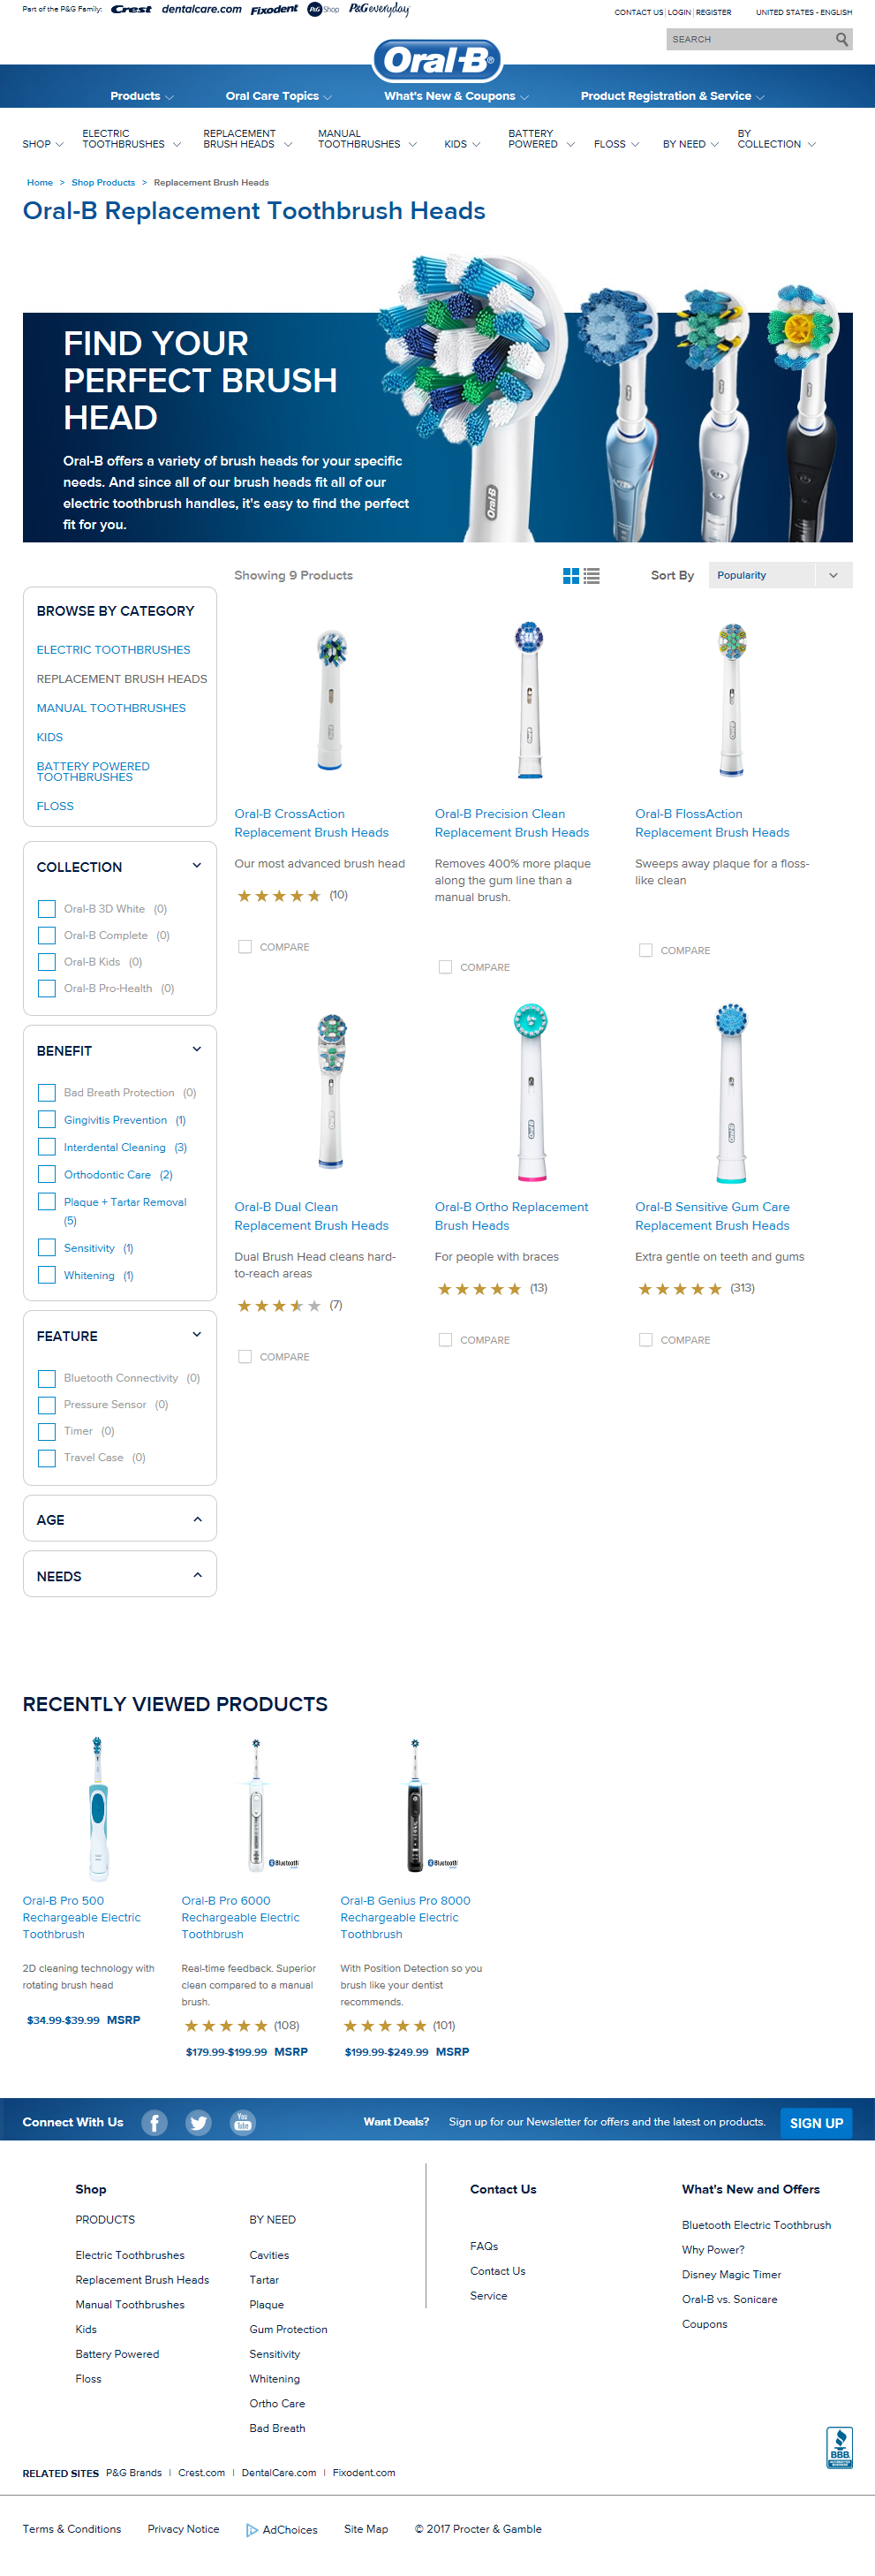 Part of the P&G Family: Crest dentalcare.com Fixodent P&G Shop P&G everyday
CONTACT US | LOGIN | REGISTER UNITED STATES - ENGLISH
SEARCH
Oral-B®
Products Oral Care Topics What's New & Coupons Product Registration & Service
SHOP ELECTRIC TOOTHBRUSHES REPLACEMENT BRUSH HEADS MANUAL TOOTHBRUSHES KIDS BATTERY POWERED FLOSS BY NEED BY COLLECTION
Home > Shop Products > Replacement Brush Heads
Oral-B Replacement Toothbrush Heads
FIND YOUR
PERFECT BRUSH
HEAD
Oral-B offers a variety of brush heads for your specific
needs. And since all of our brush heads fit all of our
electric toothbrush handles, it's easy to find the perfect
fit for you.
Oral-B
Showing 9 Products
Sort By Popularity
BROWSE BY CATEGORY
ELECTRIC TOOTHBRUSHES
REPLACEMENT BRUSH HEADS
MANUAL TOOTHBRUSHES
KIDS
BATTERY POWERED
TOOTHBRUSHES
FLOSS
COLLECTION
Oral-B 3D White (0)
Oral-B Complete (0)
Oral-B Kids (0)
Oral-B Pro-Health (0)
BENEFIT
Bad Breath Protection (0)
Gingivitis Prevention (1)
Interdental Cleaning (3)
Orthodontic Care (2)
Plaque + Tartar Removal
(5)
Sensitivity (1)
Whitening (1)
FEATURE
Bluetooth Connectivity (0)
Pressure Sensor (0)
Timer (0)
Travel Case (0)
AGE
NEEDS
Oral-B CrossAction
Replacement Brush Heads
Our most advanced brush head
(10)
COMPARE
Oral-B Precision Clean
Replacement Brush Heads
Removes 400% more plaque
along the gum line than a
manual brush.
COMPARE
Oral-B FlossAction
Replacement Brush Heads
Sweeps away plaque for a floss-
like clean
COMPARE
Oral-B Dual Clean
Replacement Brush Heads
Dual Brush Head cleans hard-
to-reach areas
(7)
COMPARE
Oral-B Ortho Replacement
Brush Heads
For people with braces
(13)
COMPARE
Oral-B Sensitive Gum Care
Replacement Brush Heads
Extra gentle on teeth and gums
(313)
COMPARE
RECENTLY VIEWED PRODUCTS
Oral-B Pro 500
Rechargeable Electric
Toothbrush
2D cleaning technology with
rotating brush head
$34.99-$39.99 MSRP
Bluetooth
Oral-B Pro 6000
Rechargeable Electric
Toothbrush
Real-time feedback. Superior
clean compared to a manual
brush.
(108)
$179.99-$199.99 MSRP
Bluetooth
Oral-B Genius Pro 8000
Rechargeable Electric
Toothbrush
With Position Detection so you
brush like your dentist
recommends.
(101)
$199.99-$249.99 MSRP
Connect With Us You Tube Want Deals? Sign up for our Newsletter for offers and the latest on products. SIGN UP
Shop
PRODUCTS
Electric Toothbrushes
Replacement Brush Heads
Manual Toothbrushes
Kids
Battery Powered
Floss
BY NEED
Cavities
Tartar
Plaque
Gum Protection
Sensitivity
Whitening
Ortho Care
Bad Breath
Contact Us
FAQs
Contact Us
Service
What's New and Offers
Bluetooth Electric Toothbrush
Why Power?
Disney Magic Timer
Oral-B vs. Sonicare
Coupons
BBB
RELATED SITES P&G Brands | Crest.com | DentalCare.com | Fixodent.com
Terms & Conditions Privacy Notice AdChoices Site Map © 2017 Procter & Gamble